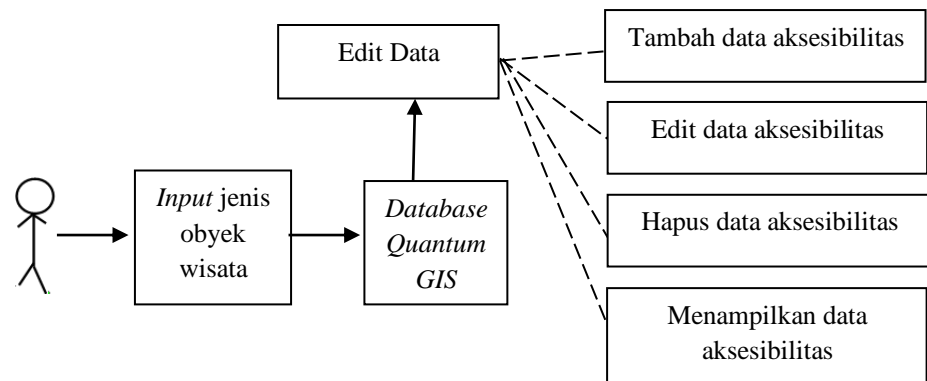 Edit Data
Tambah data aksesibilitas
Edit data aksesibilitas
Input jenis
obyek
wisata
Database
Quantum
GIS
Hapus data aksesibilitas
Menampilkan data
aksesibilitas